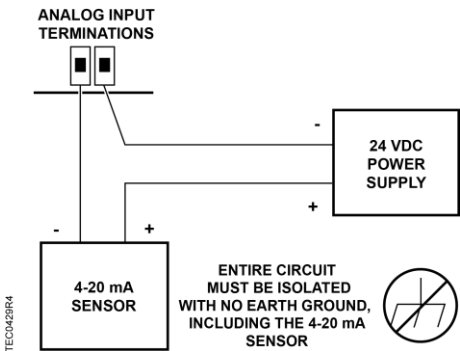 ANALOG INPUT
TERMINATIONS
-
24 VDC
POWER
SUPPLY
+
-
+
4-20 mA
SENSOR
ENTIRE CIRCUIT
MUST BE ISOLATED
WITH NO EARTH GROUND,
INCLUDING THE 4-20 mA
SENSOR
TEC0429R4